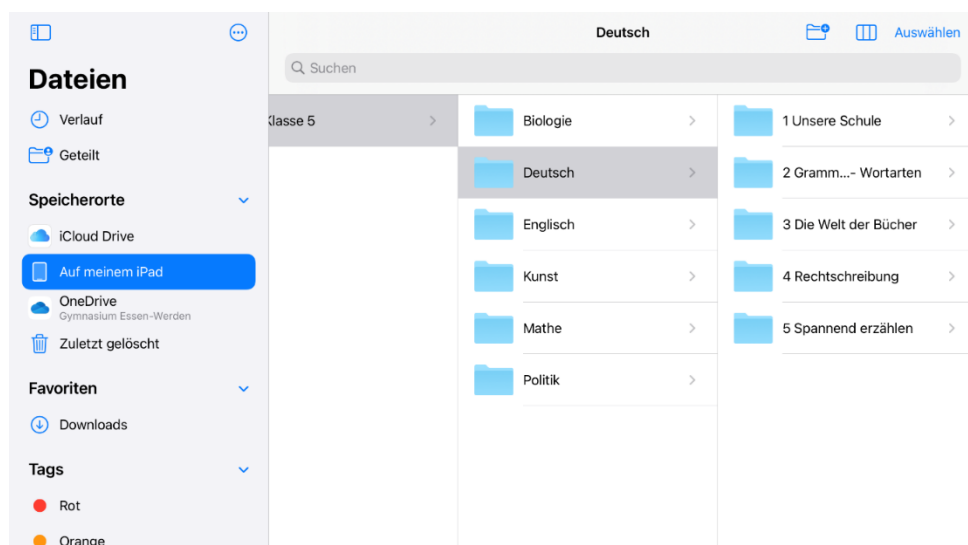 Deutsch
Auswählen
Suchen
Dateien
Verlauf
Geteilt
Speicherorte
iCloud Drive
Auf meinem iPad
OneDrive
Gymnasium Essen-Werden
Zuletzt gelöscht
Favoriten
Downloads
Tags
Rot
Orange
Klasse 5
Biologie
Deutsch
Englisch
Kunst
Mathe
Politik
1 Unsere Schule
2 Gramm...- Wortarten
3 Die Welt der Bücher
4 Rechtschreibung
5 Spannend erzählen